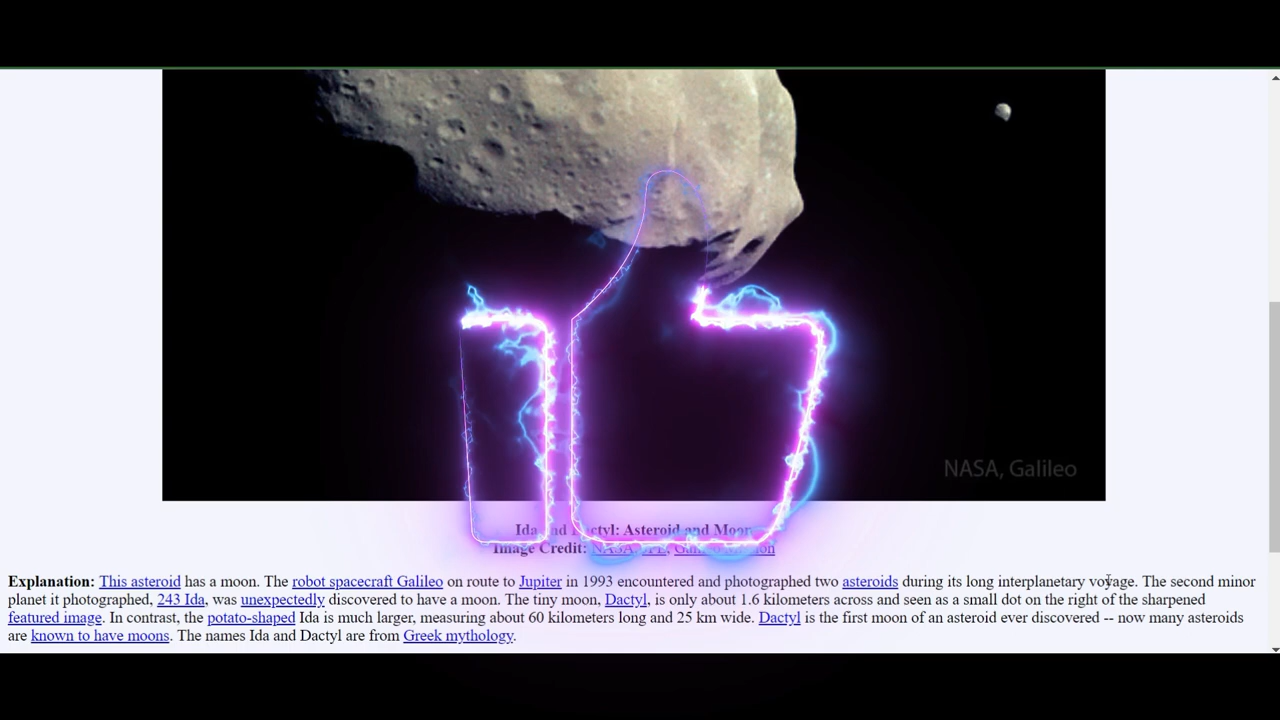 NASA, Galileo
Ida and Dactyl: Asteroid and Moon
Image Credit: NASA, JPL, Galileo Mission
Explanation: This asteroid has a moon. The robot spacecraft Galileo on route to Jupiter in 1993 encountered and photographed two asteroids during its long interplanetary voyage. The second minor
planet it photographed, 243 Ida, was unexpectedly discovered to have a moon. The tiny moon, Dactyl, is only about 1.6 kilometers across and seen as a small dot on the right of the sharpened
featured image. In contrast, the potato-shaped Ida is much larger, measuring about 60 kilometers long and 25 km wide. Dactyl is the first moon of an asteroid ever discovered -- now many asteroids
are known to have moons. The names Ida and Dactyl are from Greek mythology.